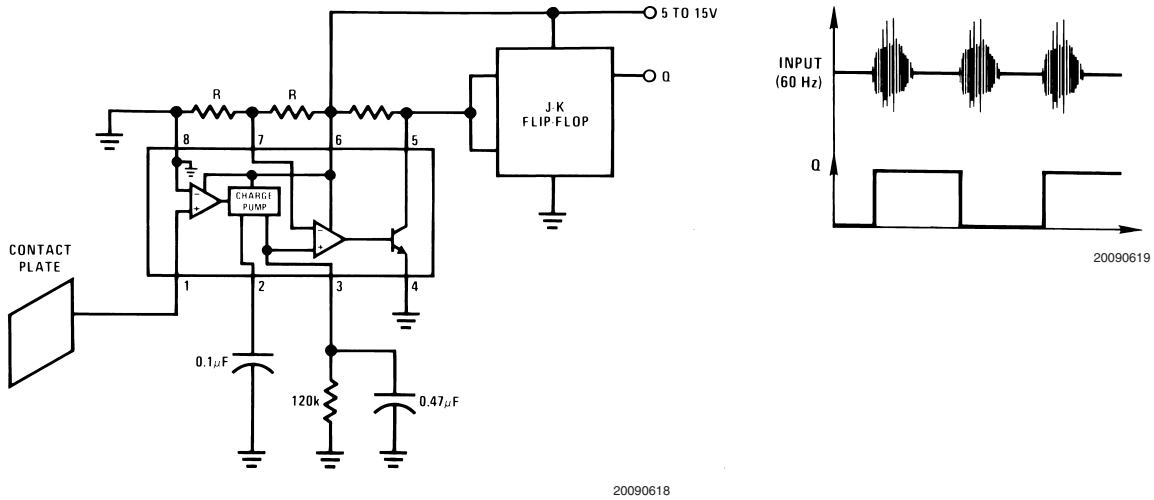 5 TO 15V
Q
J-K
FLIP-FLOP
R
R
8
7
6
5
CHARGE
PUMP
−
+
−
+
CONTACT
PLATE
1
2
3
4
0.1μF
120k
0.47μF
20090618
INPUT
(60 Hz)
Q
20090619